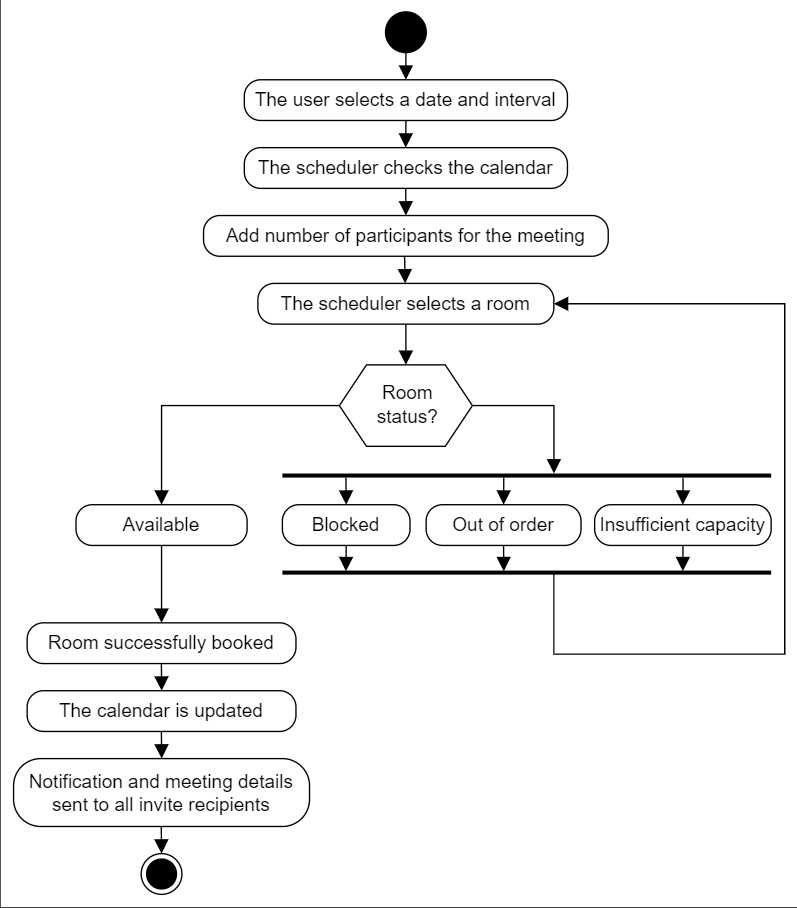 The user selects a date and interval
The scheduler checks the calendar
Add number of participants for the meeting
The scheduler selects a room
Room
status?
Available
Blocked
Out of order
Insufficient capacity
Room successfully booked
The calendar is updated
Notification and meeting details
sent to all invite recipients